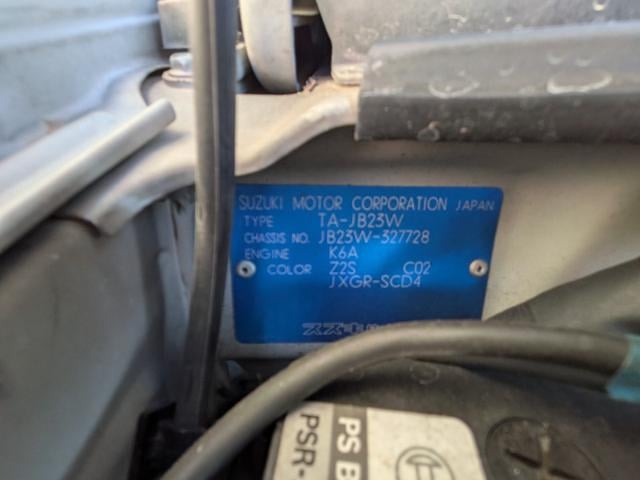 SUZUKI MOTOR CORPORATION JAPAN
TYPE TA-JB23W
CHASSIS NO. JB23W-327728
ENGINE K6A
COLOR Z2S C02
JXGR-SCD4
PS B
PSR-